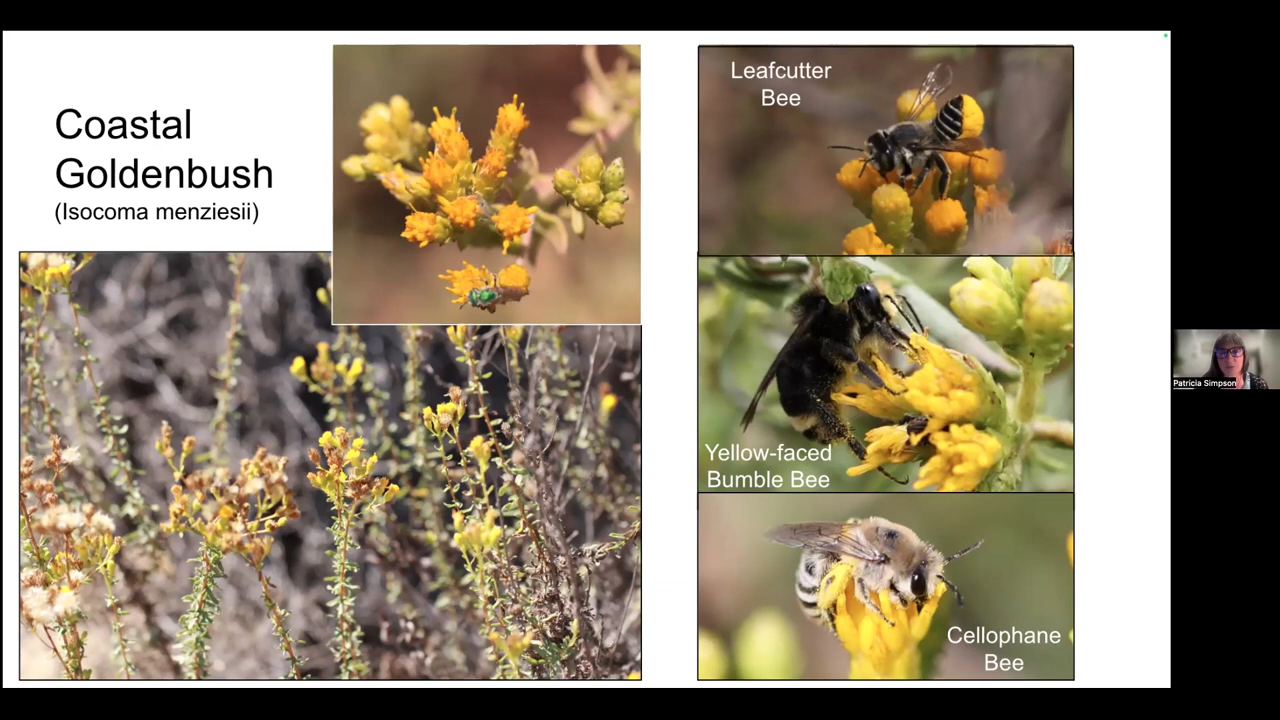 Coastal
Goldenbush
(Isocoma menziesii)
Leafcutter
Bee
Yellow-faced
Bumble Bee
Cellophane
Bee
Patricia Simpson